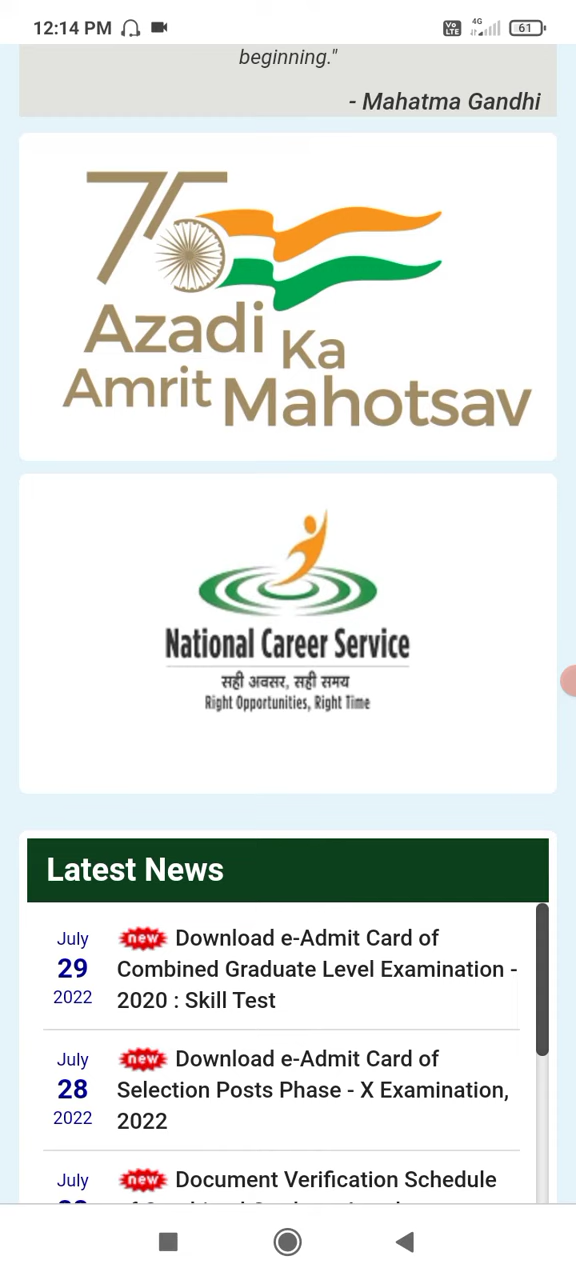 12:14 PM
Vo LTE 4G 61
beginning."
- Mahatma Gandhi
75
Azadi Ka
Amrit Mahotsav
National Career Service
सही अवसर, सही समय
Right Opportunities, Right Time
Latest News
July
29
2022
new Download e-Admit Card of
Combined Graduate Level Examination -
2020 : Skill Test
July
28
2022
new Download e-Admit Card of
Selection Posts Phase - X Examination,
2022
July
new Document Verification Schedule